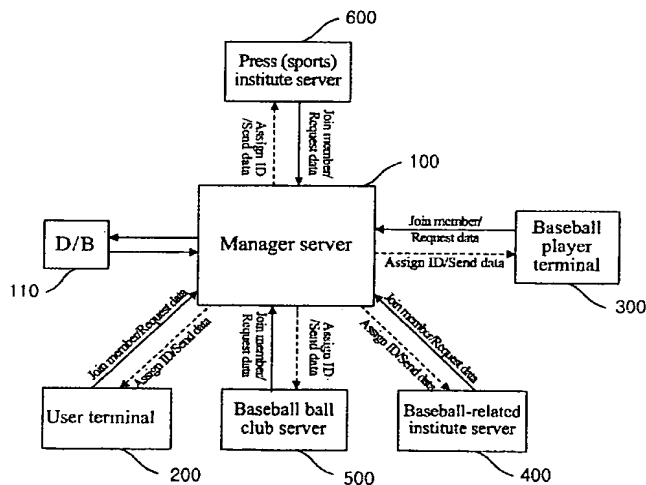 600
Press (sports)
institute server
Assign ID
/Send data
Join member/
Request data
100
D/B
110
Manager server
Join member/
Request data
Assign ID/Send data
Baseball
player
terminal
300
Join member/Request data
Assign ID/Send data
Join member/
Request data
Assign ID/
/Send data
Join member/Request data
Assign ID/Send data
User terminal
200
Baseball ball
club server
500
Baseball-related
institute server
400